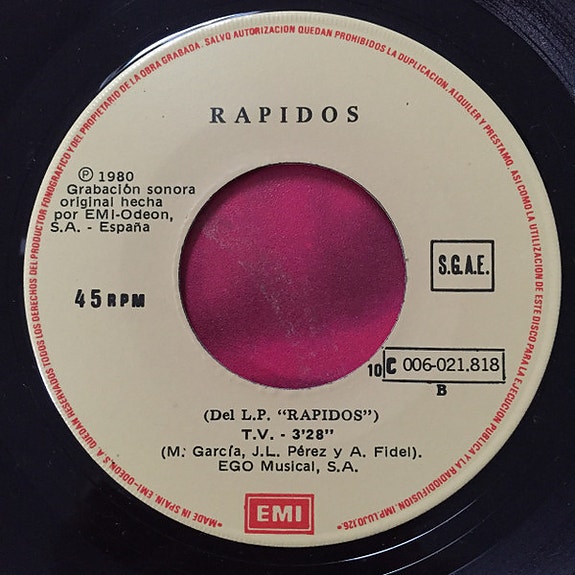 RAPIDOS
Ⓟ 1980
Grabación sonora
original hecha
por EMI-Odeon,
S.A. - España
S.G.A.E.
45 RPM
10 C 006-021.818
B
(Del L.P. "RAPIDOS")
T.V. - 3'28"
(M. García, J.L. Pérez y A. Fidel).
EGO Musical, S.A.
EMI
*MADE IN SPAIN. EMI-ODEON, S.A. QUEDAN RESERVADOS TODOS LOS DERECHOS DEL PRODUCTOR FONOGRAFICO Y DEL PROPIETARIO DE LA OBRA GRABADA. SALVO AUTORIZACION QUEDAN PROHIBIDOS LA DUPLICACION, ALQUILER Y PRESTAMO, ASI COMO LA UTILIZACION DE ESTE DISCO PARA LA EJECUCION PUBLICA Y LA RADIODIFUSION. IMP. LUJO, 126*